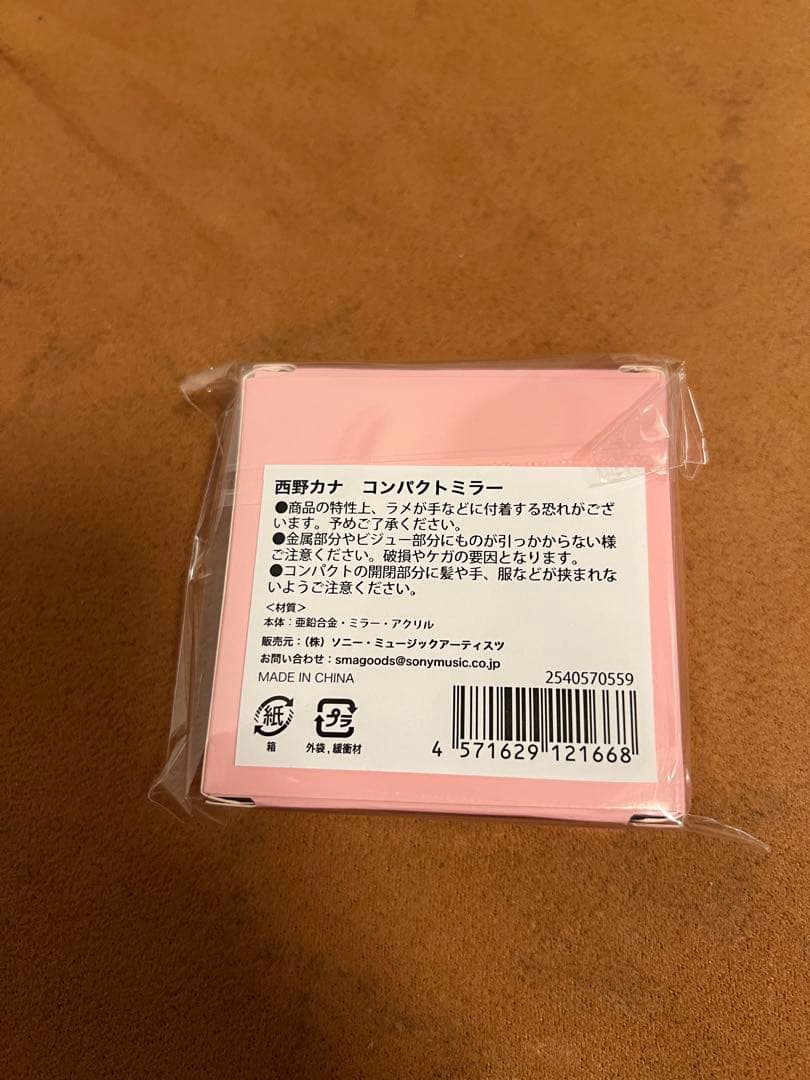 西野カナ　コンパクトミラー
●商品の特性上、ラメが手などに付着する恐れがござ
います。予めご了承ください。
●金属部分やビジュー部分にものが引っかからない様
ご注意ください。破損やケガの要因となります。
●コンパクトの開閉部分に髪や手、服などが挟まれな
いようご注意ください。
＜材質＞
本体：亜鉛合金・ミラー・アクリル
販売元：（株）ソニー・ミュージックアーティスツ
お問い合わせ：smagoods@sonymusic.co.jp
MADE IN CHINA
2540570559
紙
箱
プラ
外袋,緩衝材
4 571629 121668